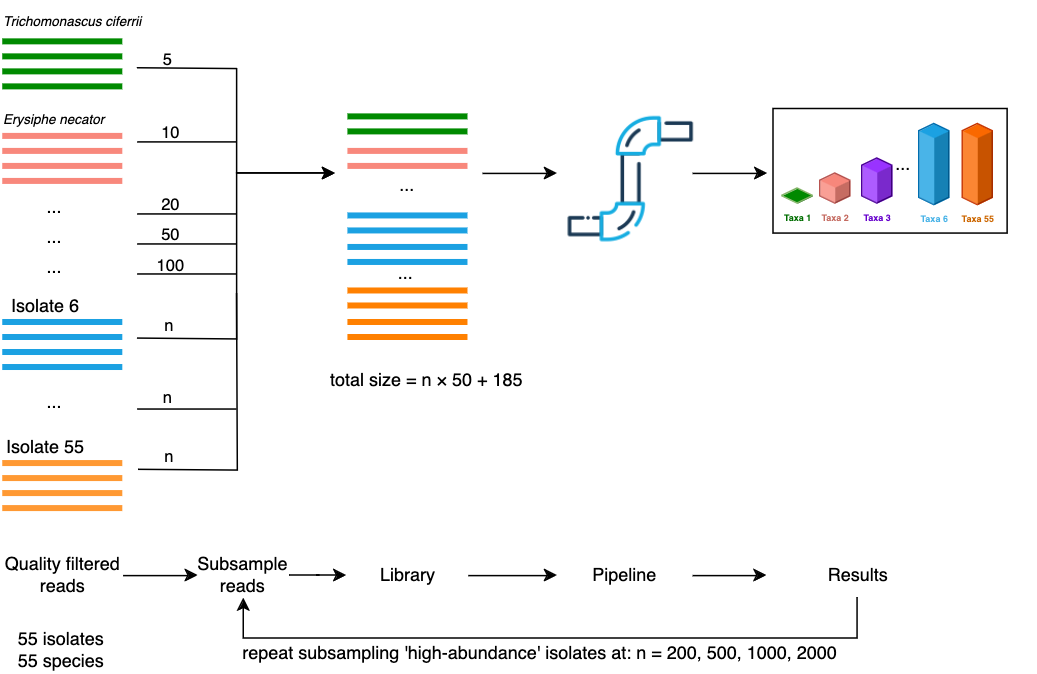 Trichomonascus ciferrii
5
Erysiphe necator
10
...
20
...
50
...
100
Isolate 6
n
...
n
Isolate 55
n
...
...
total size = n × 50 + 185
...
Taxa 1 Taxa 2 Taxa 3 Taxa 6 Taxa 55
Quality filtered
reads
Subsample
reads
Library
Pipeline
Results
55 isolates
55 species
repeat subsampling 'high-abundance' isolates at: n = 200, 500, 1000, 2000